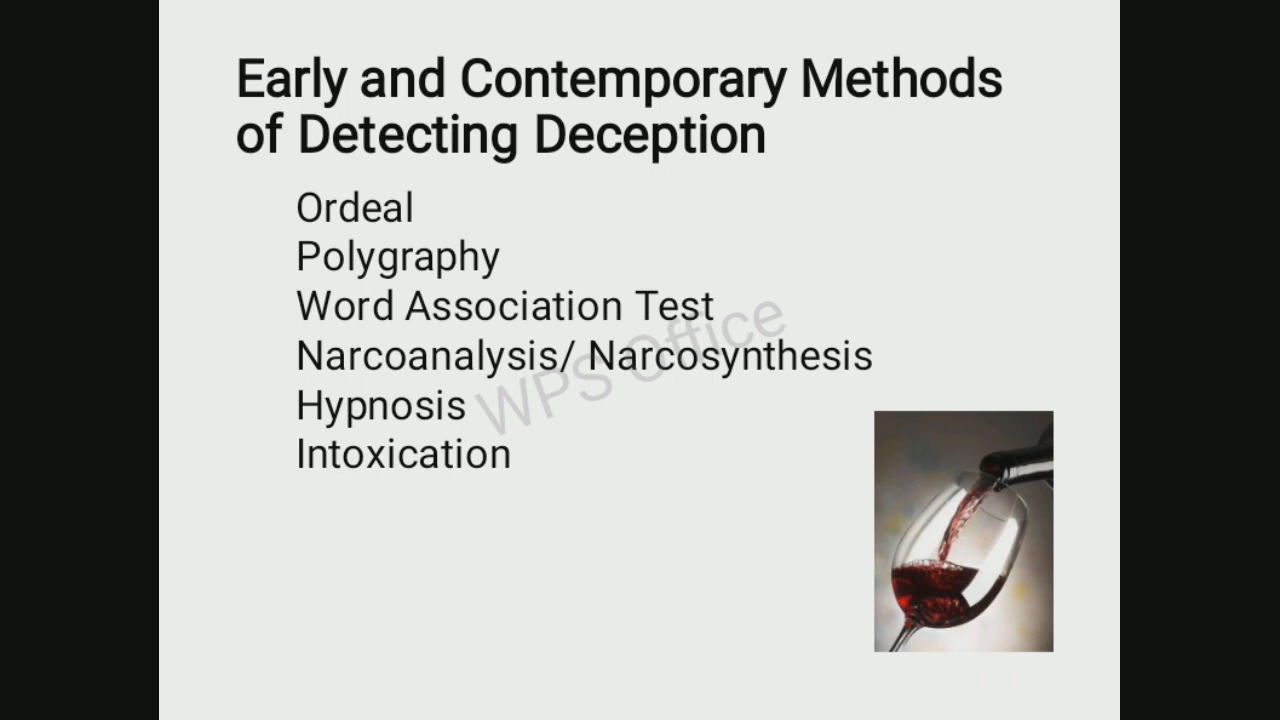 Early and Contemporary Methods
of Detecting Deception
Ordeal
Polygraphy
Word Association Test
Narcoanalysis/ Narcosynthesis
Hypnosis
Intoxication
WPS Office